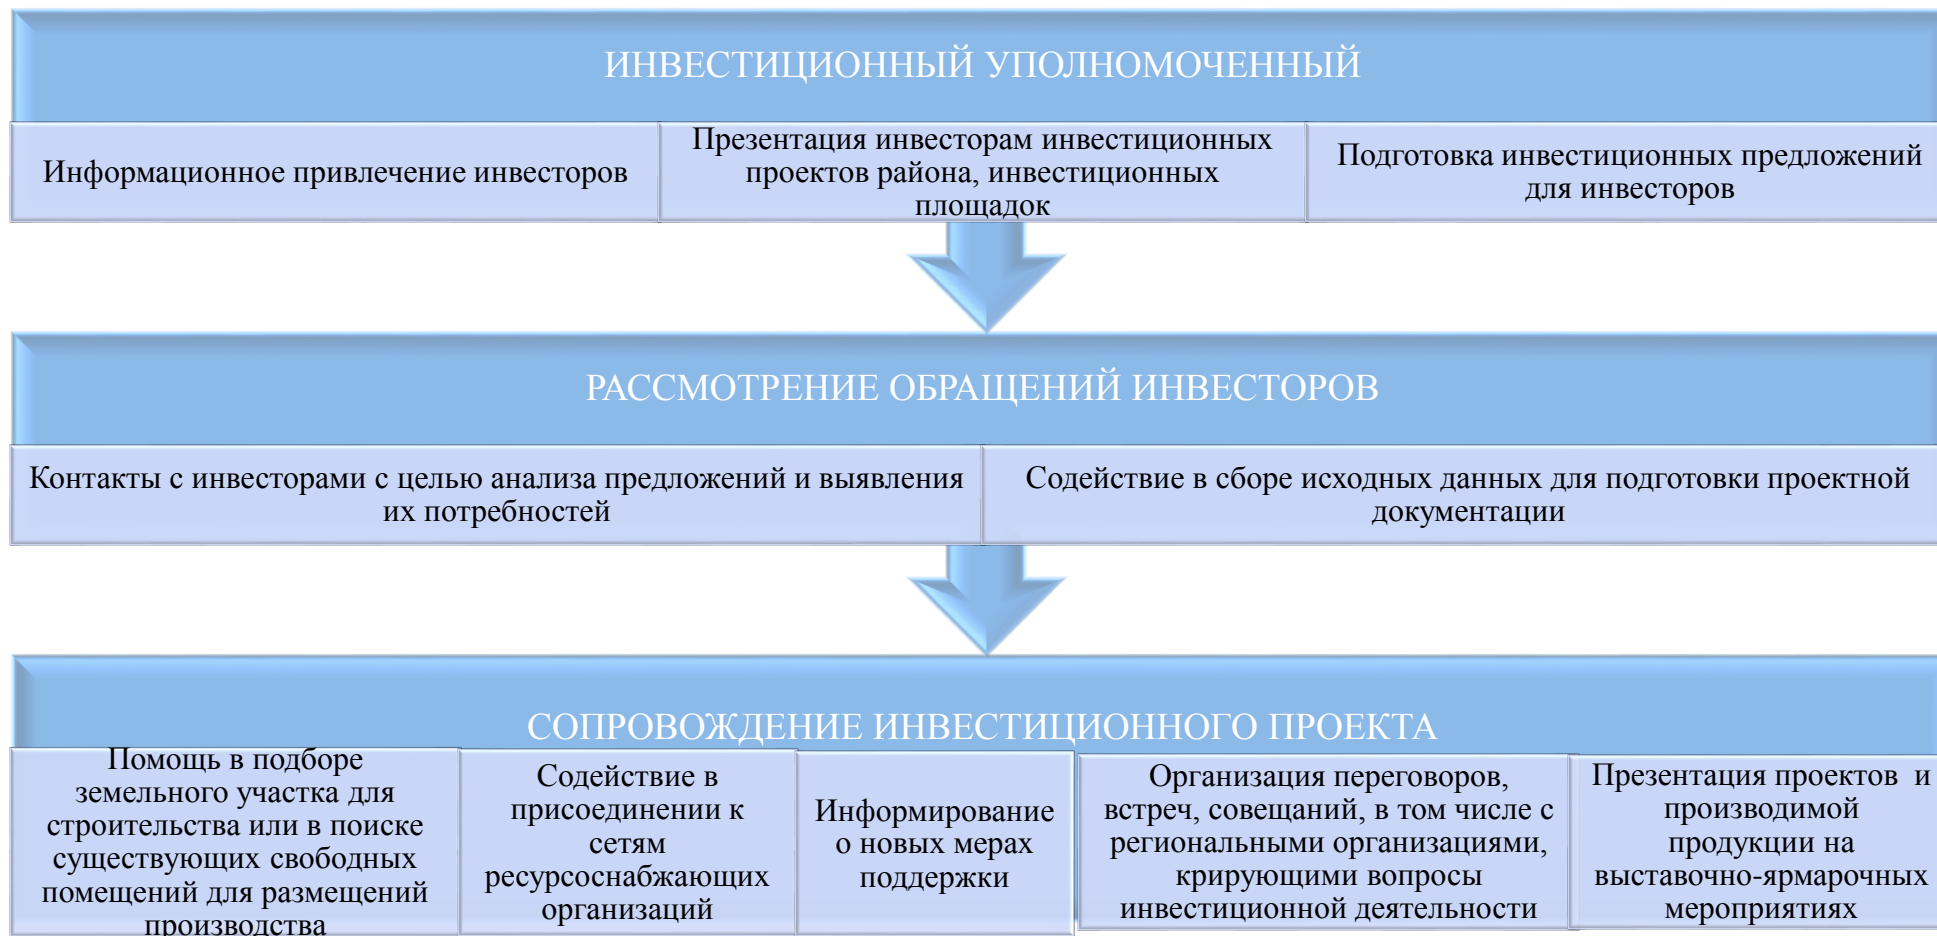 ИНВЕСТИЦИОННЫЙ УПОЛНОМОЧЕННЫЙ
Информационное привлечение инвесторов
Презентация инвесторам инвестиционных
проектов района, инвестиционных
площадок
Подготовка инвестиционных предложений
для инвесторов
РАССМОТРЕНИЕ ОБРАЩЕНИЙ ИНВЕСТОРОВ
Контакты с инвесторами с целью анализа предложений и выявления
их потребностей
Содействие в сборе исходных данных для подготовки проектной
документации
СОПРОВОЖДЕНИЕ ИНВЕСТИЦИОННОГО ПРОЕКТА
Помощь в подборе
земельного участка для
строительства или в поиске
существующих свободных
помещений для размещений
производства
Содействие в
присоединении к
сетям
ресурсоснабжающих
организаций
Информирование
о новых мерах
поддержки
Организация переговоров,
встреч, совещаний, в том числе с
региональными организациями,
крирующими вопросы
инвестиционной деятельности
Презентация проектов и
производимой
продукции на
выставочно-ярмарочных
мероприятиях